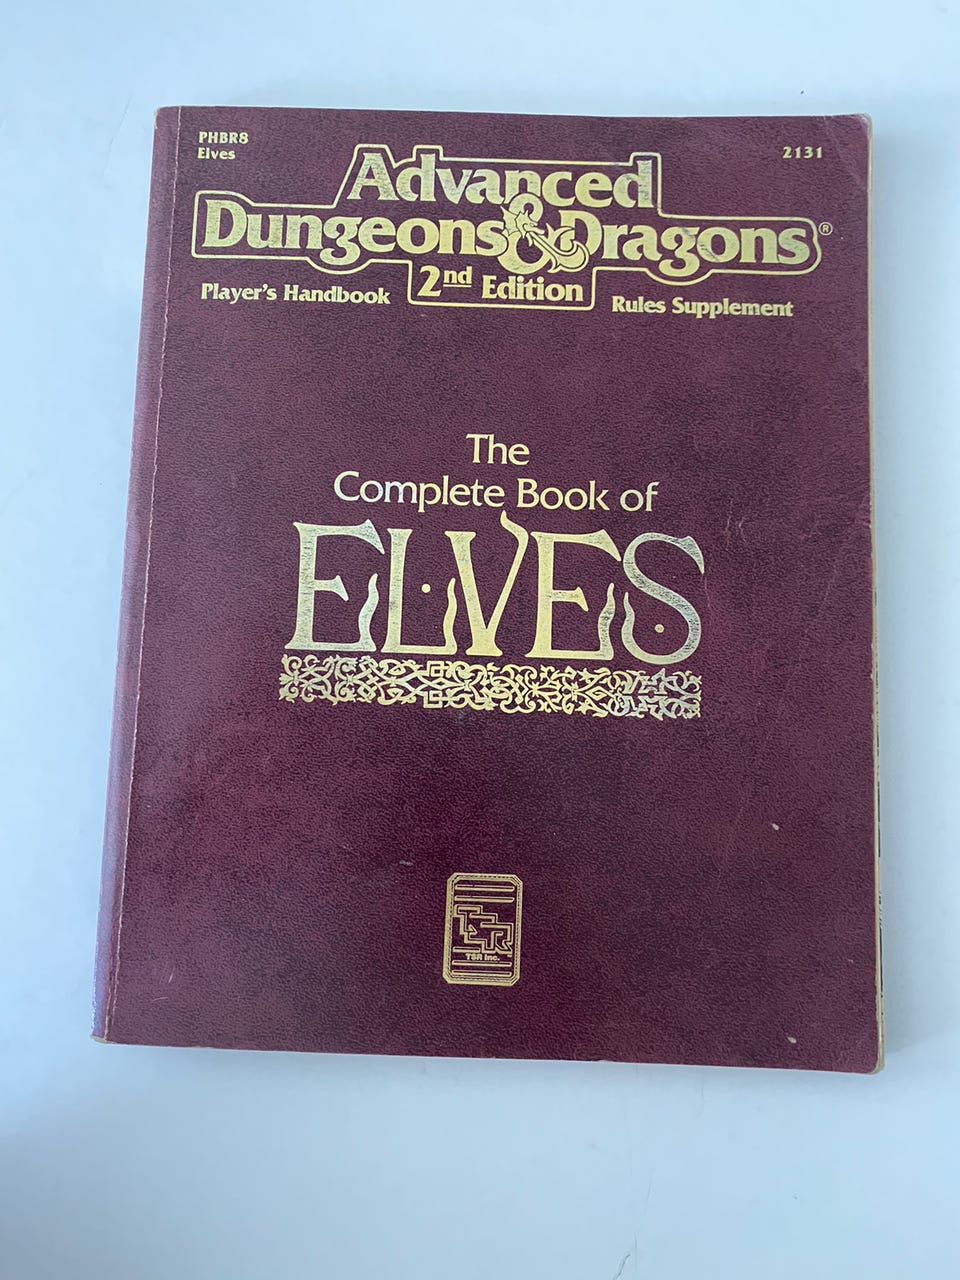 PHBR8
Elves
2131
Advanced
Dungeons & Dragons®
2nd Edition
Player's Handbook
Rules Supplement
The
Complete Book of
ELVES
TSR
TSR Inc.